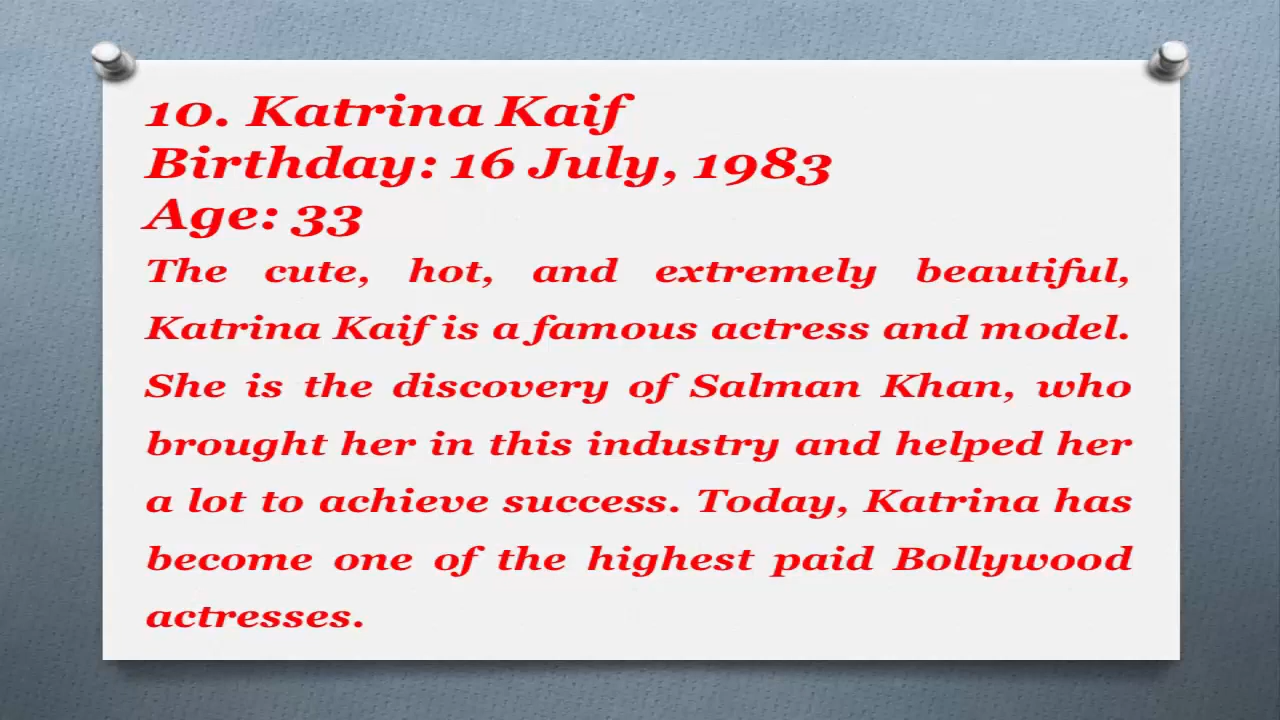 10. Katrina Kaif
Birthday: 16 July, 1983
Age: 33
The cute, hot, and extremely beautiful,
Katrina Kaif is a famous actress and model.
She is the discovery of Salman Khan, who
brought her in this industry and helped her
a lot to achieve success. Today, Katrina has
become one of the highest paid Bollywood
actresses.